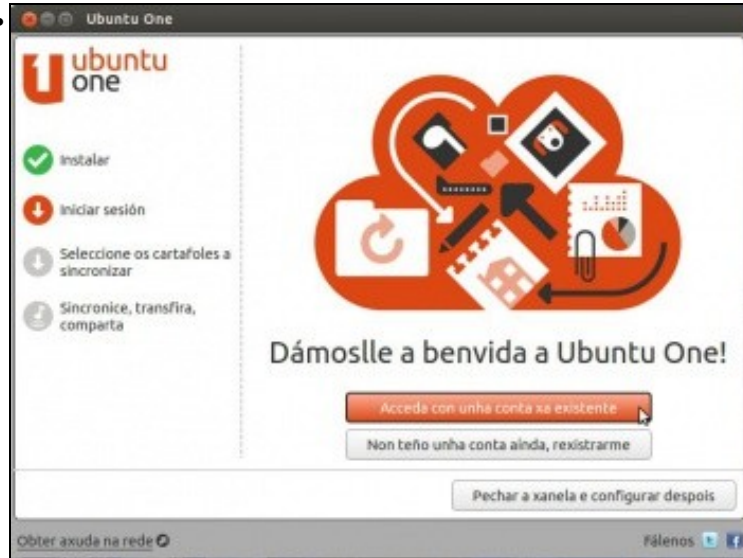 Ubuntu One
ubuntu
one
Instalar
Iniciar sesión
Seleccione os cartafoles a
sincronizar
Sincronice, transfira,
comparta
Dámoslle a benvida a Ubuntu One!
Acceda con unha conta xa existente
Non teño unha conta aínda, rexistrarme
Pechar a xanela e configurar despois
Obter axuda na rede
Fálenos